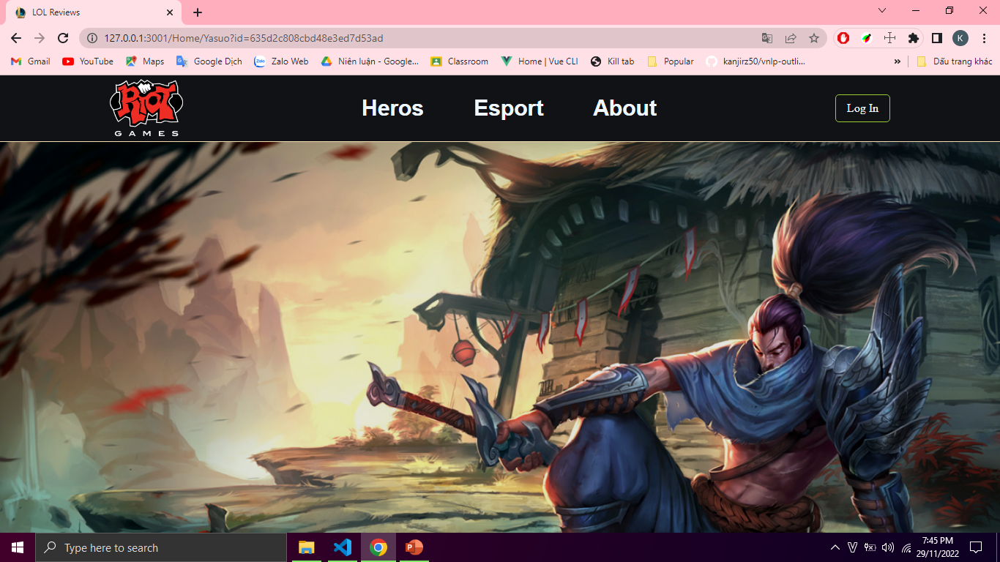 LOL Reviews
127.0.0.1:3001/Home/Yasuo?id=635d2c808cbd48e3ed7d53ad
K
Gmail YouTube Maps Google Dịch Zalo Web Niên luận - Google... Classroom Home | Vue CLI Kill tab Popular kanjirz50/vnlp-outli... » Dấu trang khác
RIOT
GAMES
Heros Esport About Log In
Type here to search
7:45 PM
29/11/2022